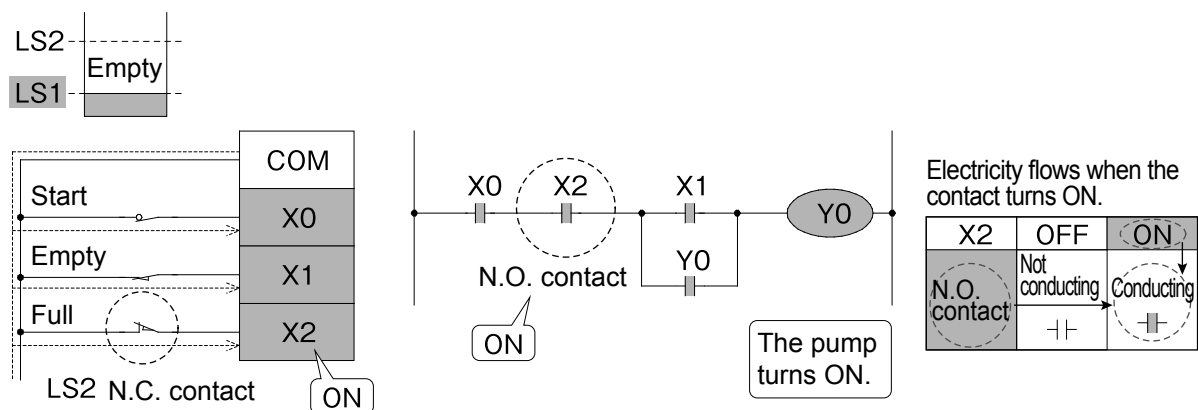 LS2
Empty
LS1
COM
Start
X0
Empty
X1
Full
X2
LS2 N.C. contact
ON
X0 X2 X1
Y0
Y0
N.O. contact
ON
The pump
turns ON.
Electricity flows when the
contact turns ON.
X2 OFF ON
N.O.
contact
Not
conducting
Conducting